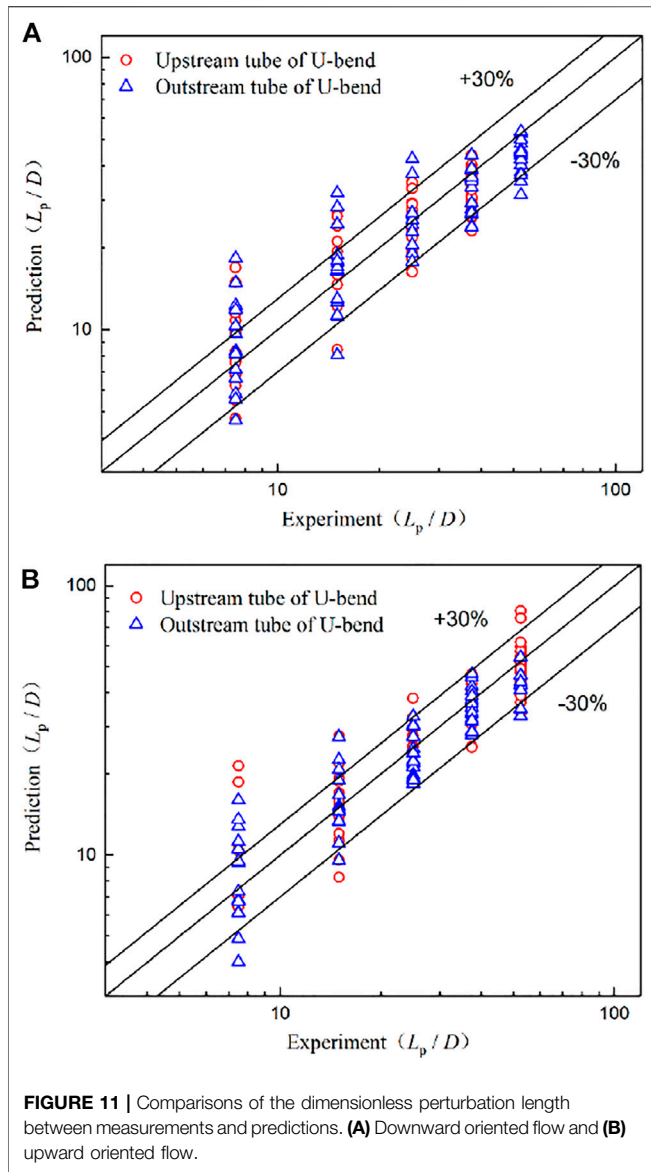 A
100
Upstream tube of U-bend
Outstream tube of U-bend
+30%
-30%
Prediction (Lp / D)
10
10
100
Experiment (Lp / D)
B
100
Upstream tube of U-bend
Outstream tube of U-bend
+30%
-30%
Prediction (Lp / D)
10
10
100
Experiment (Lp / D)
FIGURE 11 | Comparisons of the dimensionless perturbation length
between measurements and predictions. (A) Downward oriented flow and (B)
upward oriented flow.